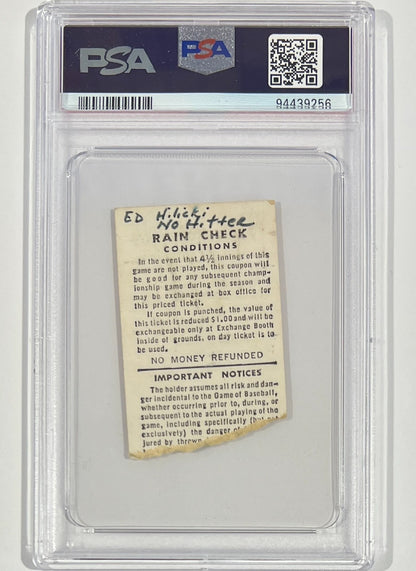 PSA PSA
94439256
ED Hilicki
No Hitter
RAIN CHECK
CONDITIONS
In the event that 4½ innings of this
game are not played, this coupon will
be good for any subsequent cham-
pionship game during the season and
may be exchanged at box office for
this priced ticket.
If coupon is punched, the value of
this ticket is reduced $1.00 and will be
exchangeable only at Exchange Booth
inside of grounds, on day ticket is to
be used.
NO MONEY REFUNDED
IMPORTANT NOTICES
The holder assumes all risk and dan-
ger incidental to the Game of Baseball,
whether occurring prior to, during, or
subsequent to the actual playing of the
game, including specifically (but not
exclusively) the danger of
jured by thrown